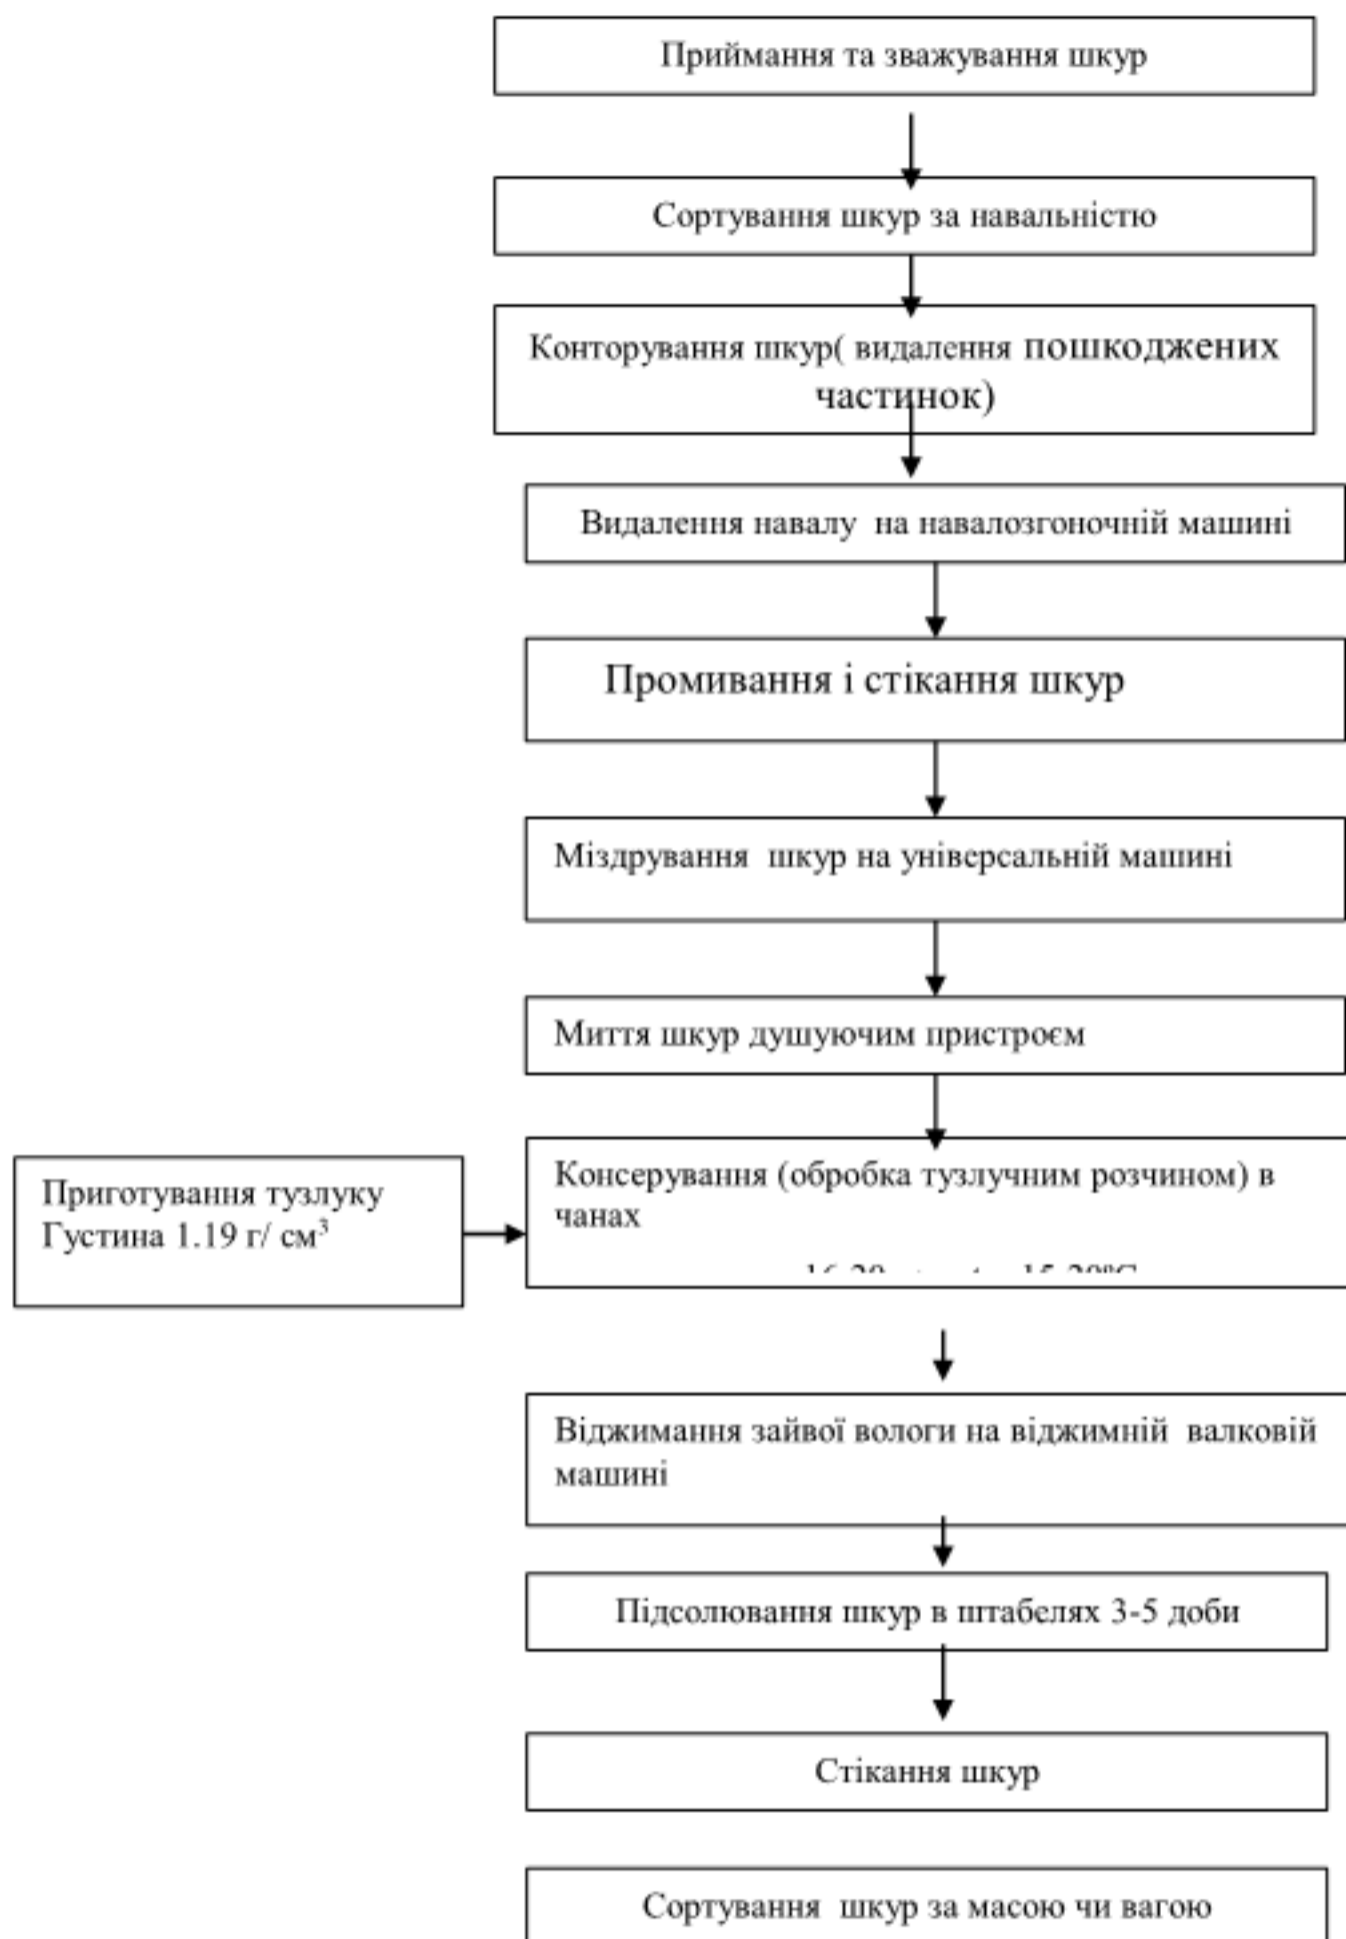 Приймання та зважування шкур
Сортування шкур за навальністю
Конторування шкур( видалення пошкоджених
частинок)
Видалення навалу на навалозгоночній машині
Промивання і стікання шкур
Міздрування шкур на універсальній машині
Миття шкур душуючим пристроєм
Приготування тузлуку
Густина 1.19 г/ см³
Консерування (обробка тузлучним розчином) в
чанах
Віджимання зайвої вологи на віджимній валковій
машині
Підсолювання шкур в штабелях 3-5 доби
Стікання шкур
Сортування шкур за масою чи вагою